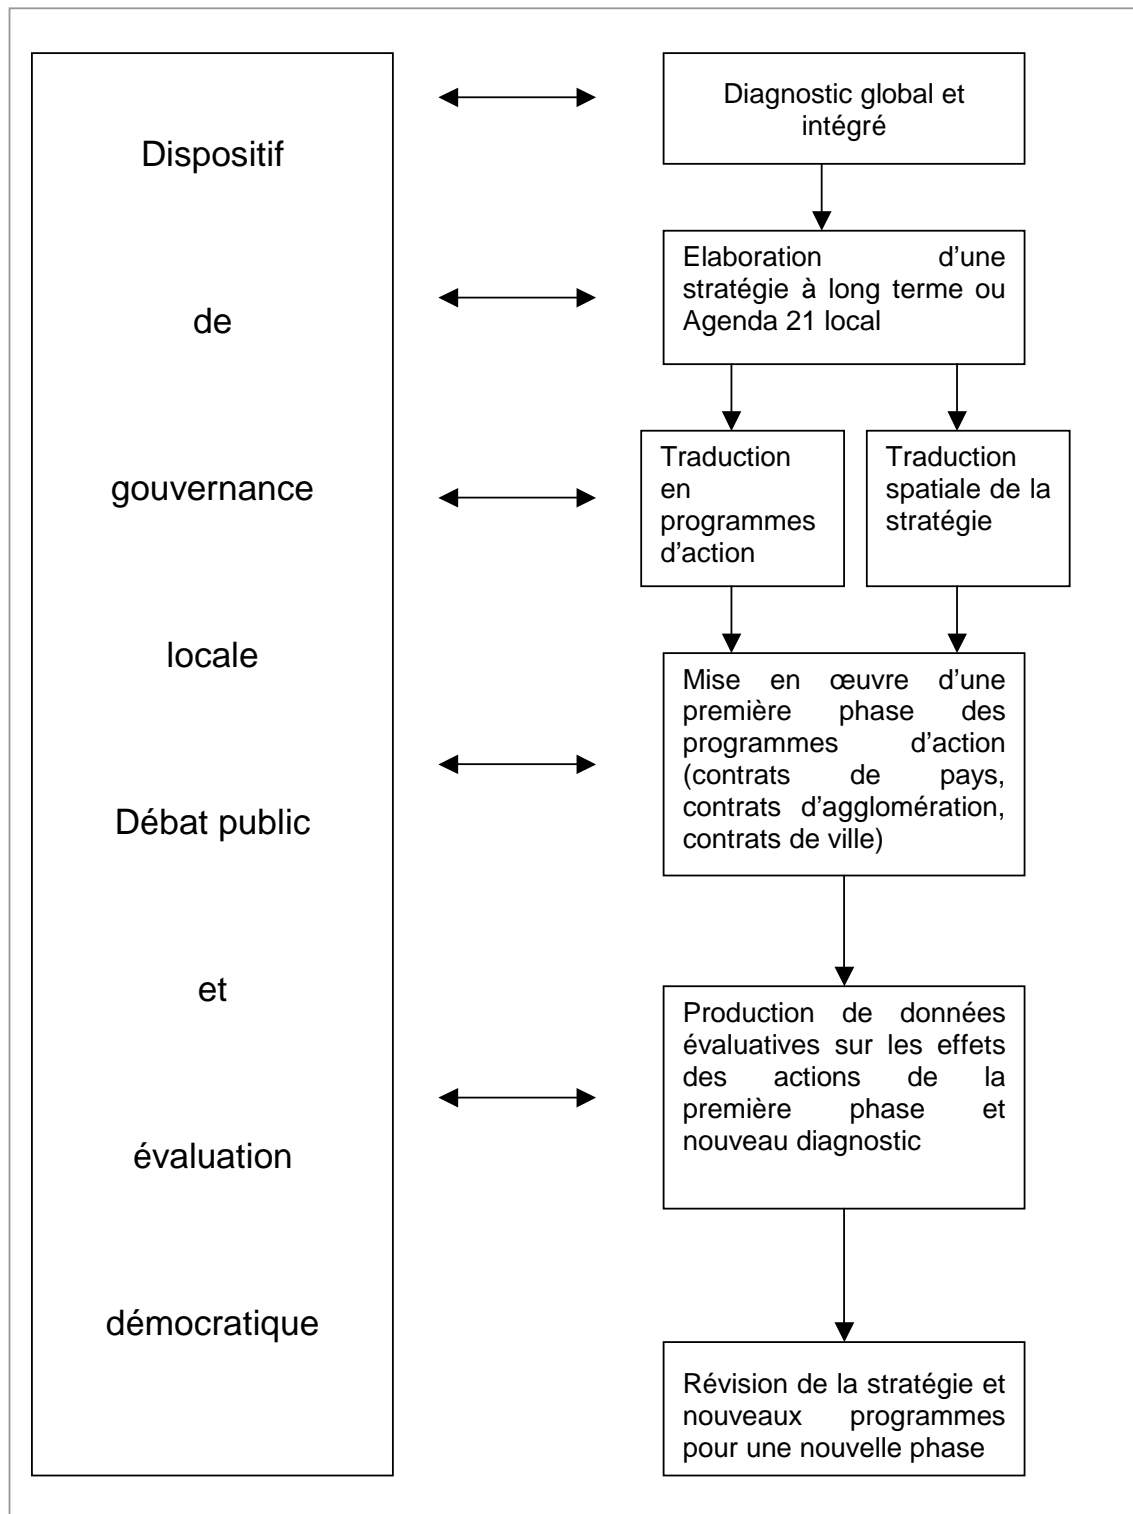 Dispositif
de
gouvernance
locale
Débat public
et
évaluation
démocratique
Diagnostic global et
intégré
Elaboration d'une
stratégie à long terme ou
Agenda 21 local
Traduction
en
programmes
d'action
Traduction
spatiale de la
stratégie
Mise en œuvre d'une
première phase des
programmes d'action
(contrats de pays,
contrats d'agglomération,
contrats de ville)
Production de données
évaluatives sur les effets
des actions de la
première phase et
nouveau diagnostic
Révision de la stratégie et
nouveaux programmes
pour une nouvelle phase